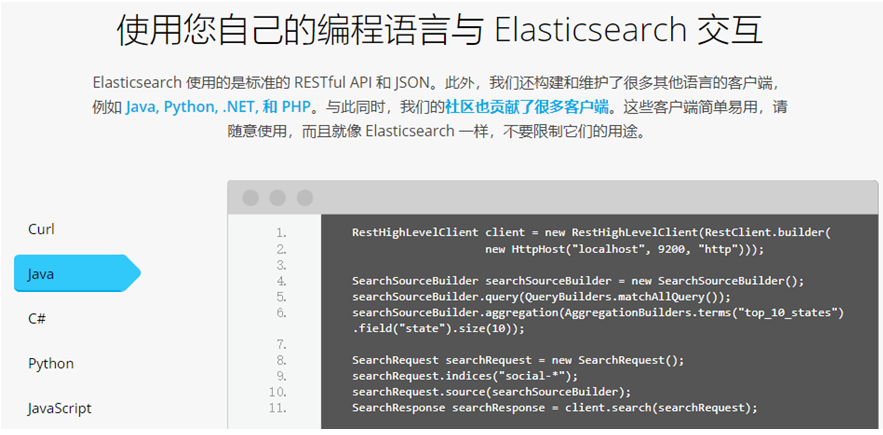 使用您自己的编程语言与 Elasticsearch 交互
Elasticsearch 使用的是标准的 RESTful API 和 JSON。此外，我们还构建和维护了很多其他语言的客户端，
例如 Java, Python, .NET, 和 PHP。与此同时，我们的社区也贡献了很多客户端。这些客户端简单易用，请
随意使用，而且就像 Elasticsearch 一样，不要限制它们的用途。
Curl
Java
C#
Python
JavaScript
1. RestHighLevelClient client = new RestHighLevelClient(RestClient.builder(
2. new HttpHost("localhost", 9200, "http")));
3.
4. SearchSourceBuilder searchSourceBuilder = new SearchSourceBuilder();
5. searchSourceBuilder.query(QueryBuilders.matchAllQuery());
6. searchSourceBuilder.aggregation(AggregationBuilders.terms("top_10_states")
.field("state").size(10));
7.
8. SearchRequest searchRequest = new SearchRequest();
9. searchRequest.indices("social-*");
10. searchRequest.source(searchSourceBuilder);
11. SearchResponse searchResponse = client.search(searchRequest);